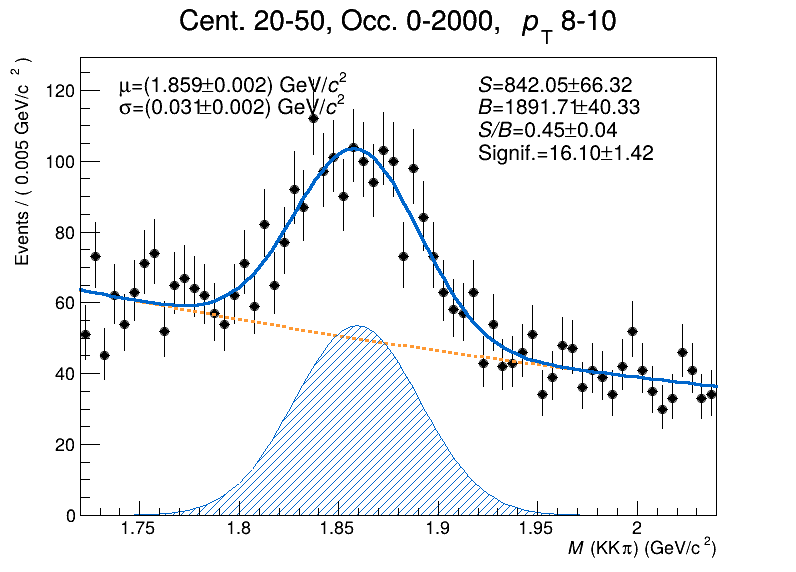 Cent. 20-50, Occ. 0-2000, p_T 8-10
Events / ( 0.005 GeV/c ² )
μ=(1.859±0.002) GeV/c²
σ=(0.031±0.002) GeV/c²
S=842.05±66.32
B=1891.71±40.33
S/B=0.45±0.04
Signif.=16.10±1.42
120
100
80
60
40
20
0
1.75 1.8 1.85 1.9 1.95 2
M (KKπ) (GeV/c²)